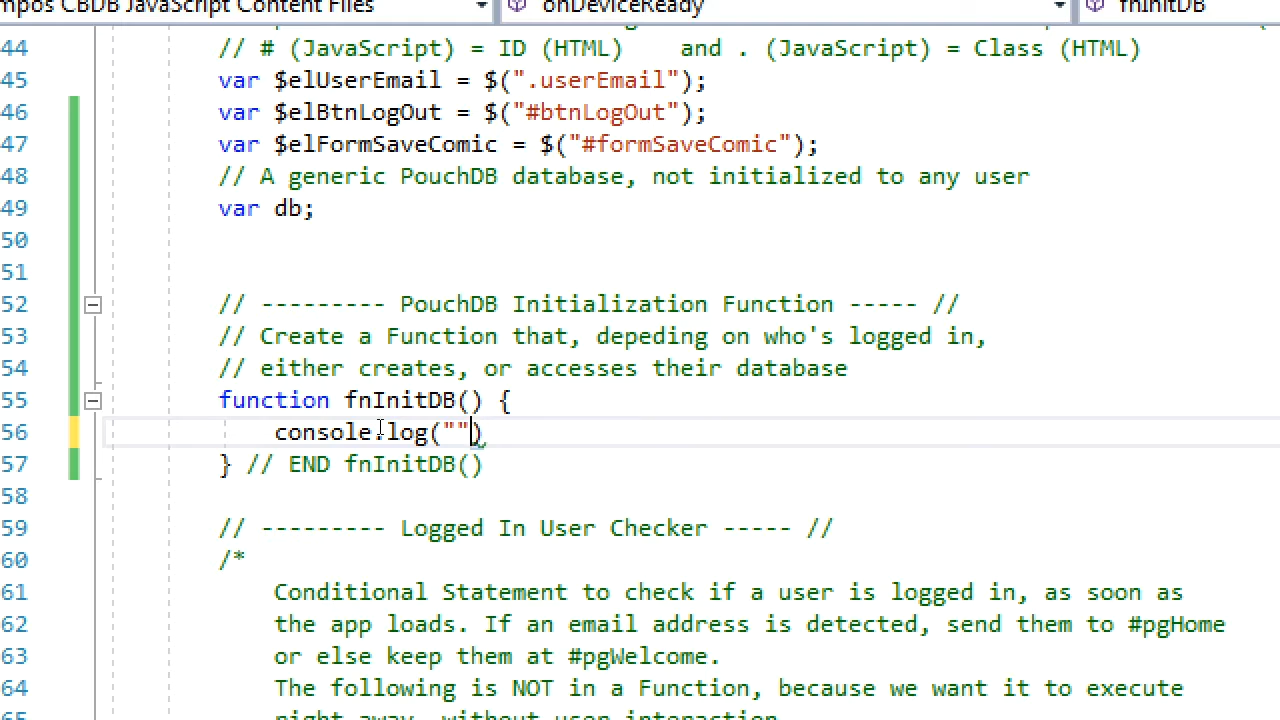 mpos CBDB JavaScript Content Files onDeviceReady fnInitDB
44 // # (JavaScript) = ID (HTML)    and . (JavaScript) = Class (HTML)
45 var $elUserEmail = $(".userEmail");
46 var $elBtnLogOut = $("#btnLogOut");
47 var $elFormSaveComic = $("#formSaveComic");
48 // A generic PouchDB database, not initialized to any user
49 var db;
50
51
52 // --------- PouchDB Initialization Function ----- //
53 // Create a Function that, depeding on who's logged in,
54 // either creates, or accesses their database
55 function fnInitDB() {
56     console.log("")
57 } // END fnInitDB()
58
59 // --------- Logged In User Checker ----- //
60 /*
61     Conditional Statement to check if a user is logged in, as soon as
62     the app loads. If an email address is detected, send them to #pgHome
63     or else keep them at #pgWelcome.
64     The following is NOT in a Function, because we want it to execute
65     right away, without user interaction